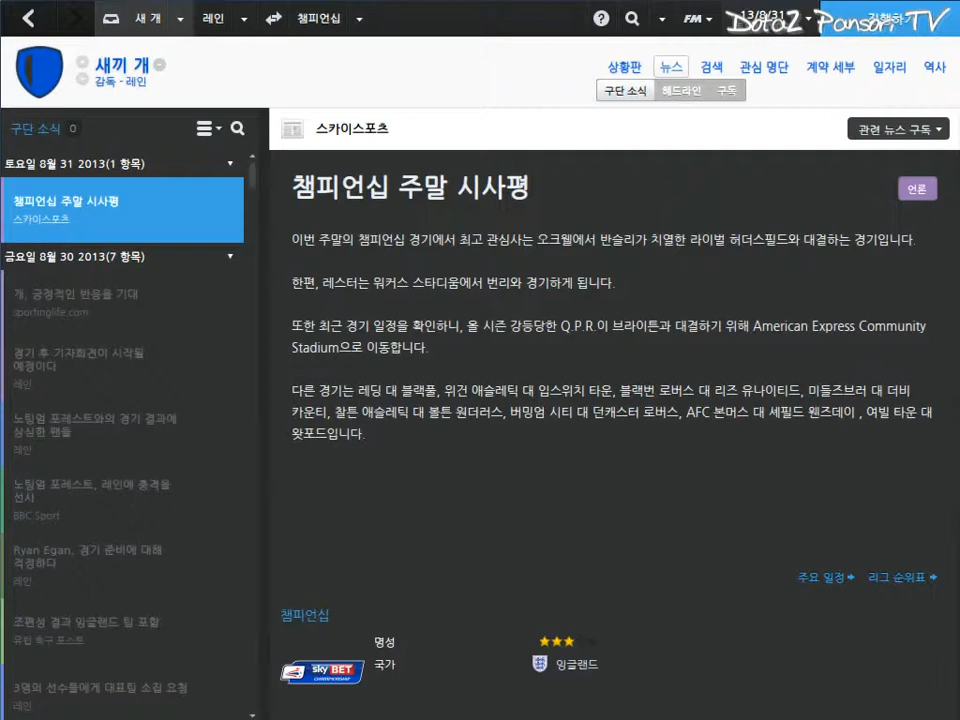 새 개
레인
챔피언십
FM
13/8/31
Dota2 Pansori TV
새끼 개
감독 - 레인
상황판
뉴스
검색
관심 명단
계약 세부
일자리
역사
구단 소식
헤드라인
구독
구단 소식 0
스카이스포츠
관련 뉴스 구독
토요일 8월 31 2013(1 항목)
챔피언십 주말 시사평
스카이스포츠
금요일 8월 30 2013(7 항목)
개, 긍정적인 반응을 기대
sportinglife.com
경기 후 기자회견이 시작될
예정이다
레인
노팅엄 포레스트와의 경기 결과에
상심한 팬들
레인
노팅엄 포레스트, 레인에 충격을
선사
BBC Sport
Ryan Egan, 경기 준비에 대해
걱정하다
레인
조편성 결과 잉글랜드 팀 포함
유럽 축구 포스트
3명의 선수들에게 대표팀 소집 요청
레인
챔피언십 주말 시사평
언론
이번 주말의 챔피언십 경기에서 최고 관심사는 오크웰에서 반슬리가 치열한 라이벌 허더스필드와 대결하는 경기입니다.
한편, 레스터는 워커스 스타디움에서 번리와 경기하게 됩니다.
또한 최근 경기 일정을 확인하니, 올 시즌 강등당한 Q.P.R.이 브라이튼과 대결하기 위해 American Express Community
Stadium으로 이동합니다.
다른 경기는 레딩 대 블랙풀, 위건 애슬레틱 대 입스위치 타운, 블랙번 로버스 대 리즈 유나이티드, 미들즈브러 대 더비
카운티, 찰튼 애슬레틱 대 볼튼 원더러스, 버밍엄 시티 대 던캐스터 로버스, AFC 본머스 대 셰필드 웬즈데이 , 여빌 타운 대
왓포드입니다.
주요 일정
리그 순위표
챔피언십
명성
sky BET
CHAMPIONSHIP
국가
잉글랜드